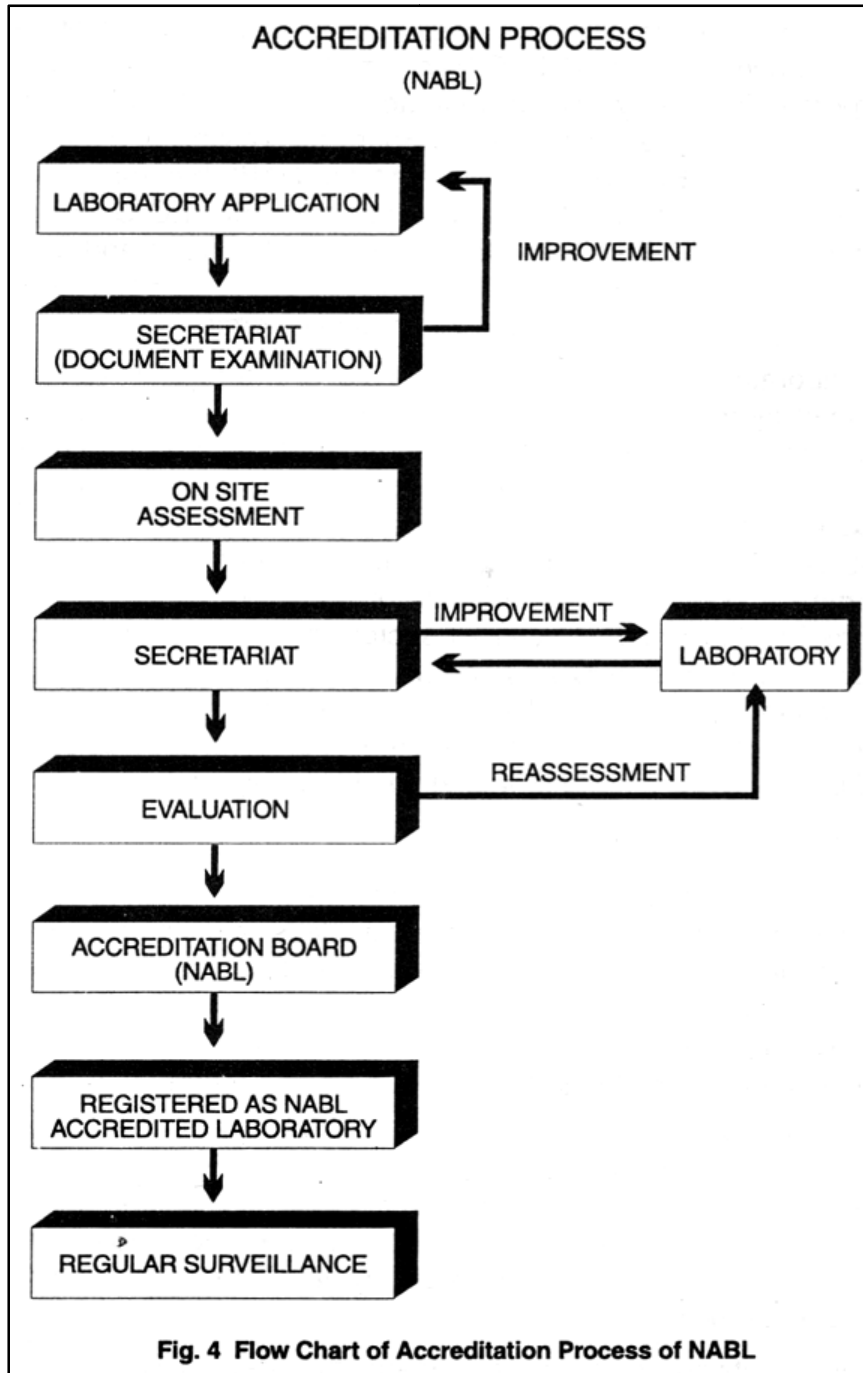 ACCREDITATION PROCESS
(NABL)
LABORATORY APPLICATION
IMPROVEMENT
SECRETARIAT
(DOCUMENT EXAMINATION)
ON SITE
ASSESSMENT
IMPROVEMENT
SECRETARIAT
LABORATORY
REASSESSMENT
EVALUATION
ACCREDITATION BOARD
(NABL)
REGISTERED AS NABL
ACCREDITED LABORATORY
REGULAR SURVEILLANCE
Fig. 4 Flow Chart of Accreditation Process of NABL